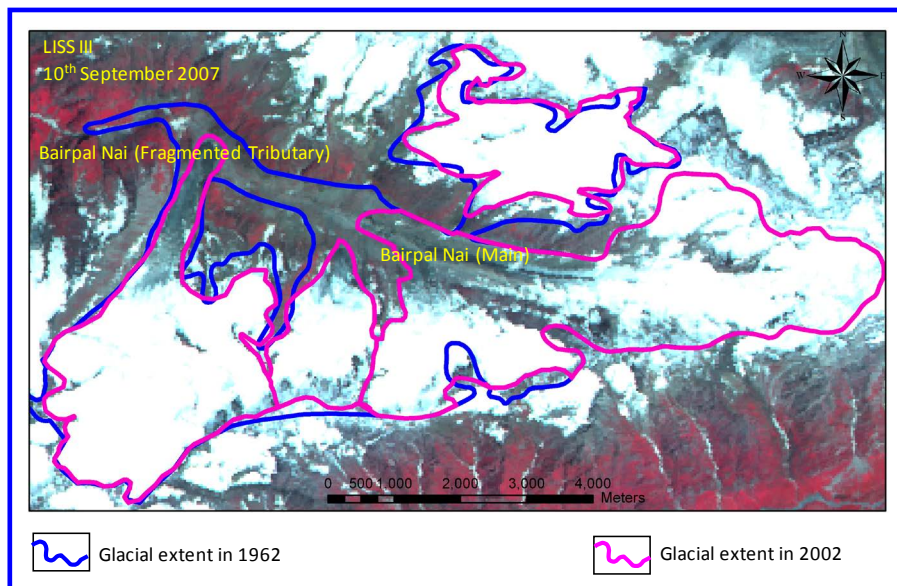 LISS III
10th September 2007
N
W E
S
Bairpal Nai (Fragmented Tributary)
Bairpal Nai (Main)
0 500 1,000 2,000 3,000 4,000
Meters
Glacial extent in 1962
Glacial extent in 2002